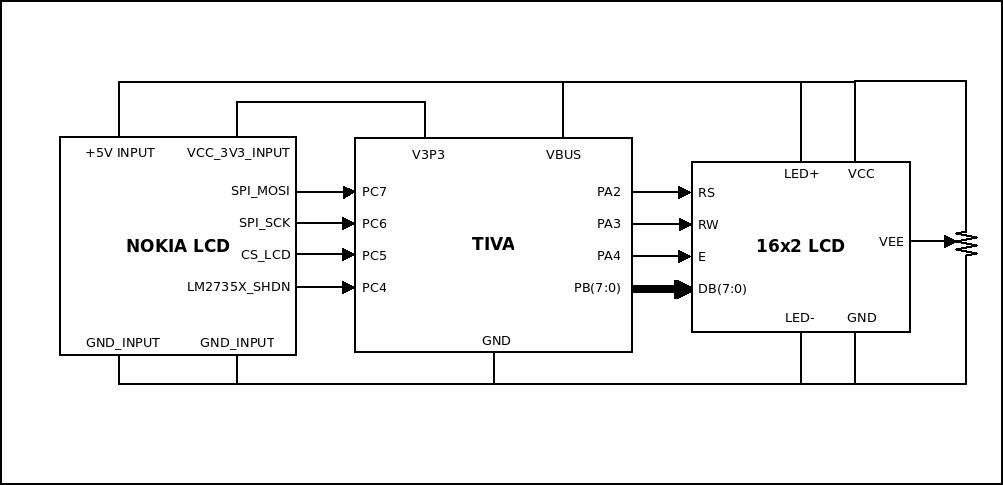 +5V INPUT
VCC_3V3_INPUT
SPI_MOSI
SPI_SCK
NOKIA LCD
CS_LCD
LM2735X_SHDN
GND_INPUT
GND_INPUT
V3P3
VBUS
PC7
PA2
PC6
PA3
TIVA
PC5
PA4
PC4
PB(7:0)
GND
LED+
VCC
RS
RW
16x2 LCD
VEE
E
DB(7:0)
LED-
GND